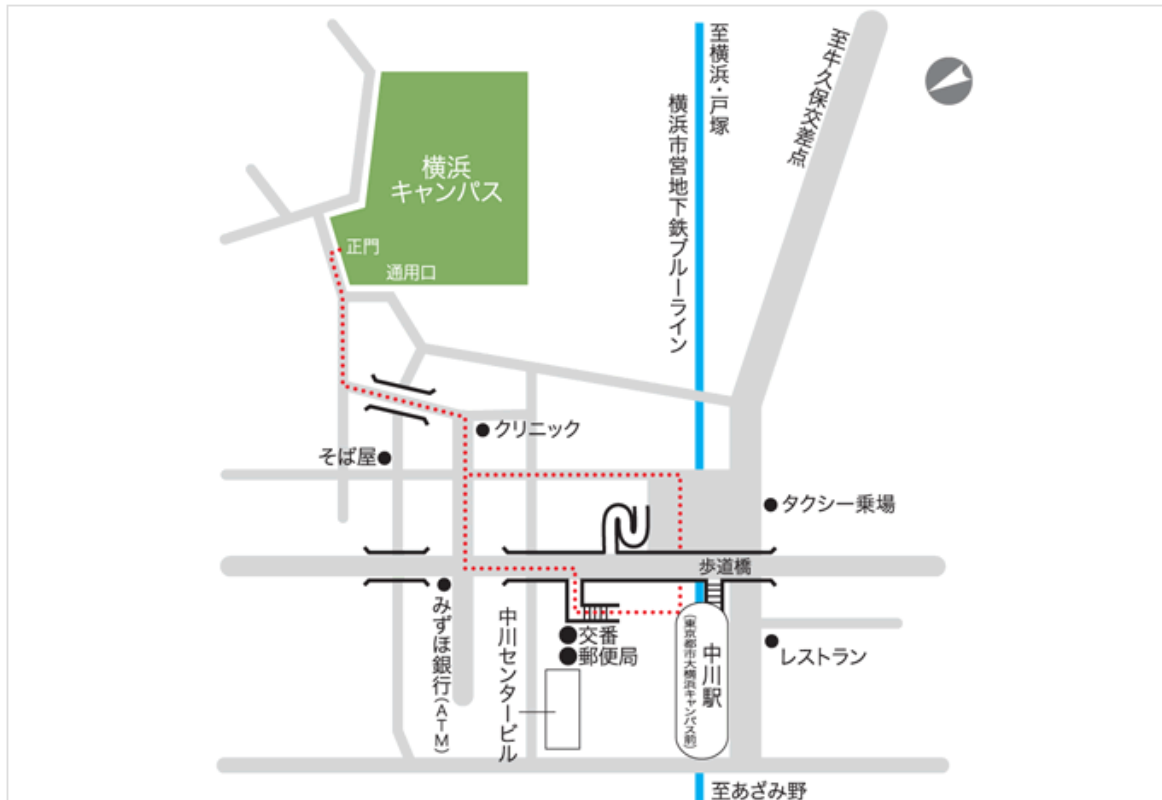 至横浜・戸塚
至牛久保交差点
横浜市営地下鉄ブルーライン
横浜
キャンパス
正門
通用口
クリニック
そば屋
タクシー乗場
歩道橋
みずほ銀行(ATM)
中川センタービル
交番
郵便局
中川駅
(東京都市大横浜キャンパス前)
レストラン
至あざみ野